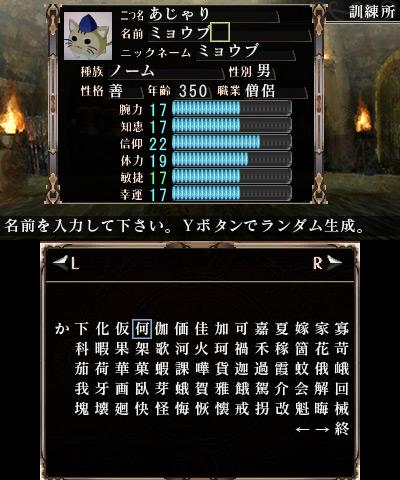 訓練所
二つ名 あじゃり
名前 ミョウブ
ニックネーム ミョウブ
種族 ノーム 性別 男
性格 善 年齢 350 職業 僧侶
腕力 17
知恵 17
信仰 22
体力 19
敏捷 17
幸運 17
名前を入力して下さい。Yボタンでランダム生成。
L R
か 下 化 仮 何 伽 価 佳 加 可 嘉 夏 嫁 家 寡
科 暇 果 架 歌 河 火 珂 禍 禾 稼 箇 花 苛
茄 荷 華 菓 蝦 課 嘩 貨 迦 過 霞 蚊 俄 峨
我 牙 画 臥 芽 蛾 賀 雅 餓 駕 介 会 解 回
塊 壊 廻 快 怪 悔 恢 懐 戒 拐 改 魁 晦 械
← → 終